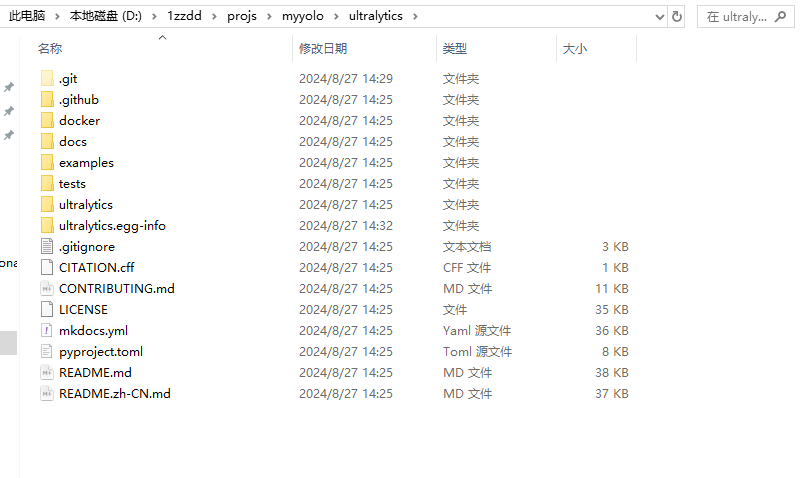 此电脑 > 本地磁盘 (D:) > 1zzdd > projs > myyolo > ultralytics > 在 ultraly...
名称 修改日期 类型 大小
.git 2024/8/27 14:29 文件夹
.github 2024/8/27 14:25 文件夹
docker 2024/8/27 14:25 文件夹
docs 2024/8/27 14:25 文件夹
examples 2024/8/27 14:25 文件夹
tests 2024/8/27 14:25 文件夹
ultralytics 2024/8/27 14:25 文件夹
ultralytics.egg-info 2024/8/27 14:32 文件夹
.gitignore 2024/8/27 14:25 文本文档 3 KB
ona CITATION.cff 2024/8/27 14:25 CFF 文件 1 KB
CONTRIBUTING.md 2024/8/27 14:25 MD 文件 11 KB
LICENSE 2024/8/27 14:25 文件 35 KB
mkdocs.yml 2024/8/27 14:25 Yaml 源文件 36 KB
pyproject.toml 2024/8/27 14:25 Toml 源文件 8 KB
README.md 2024/8/27 14:25 MD 文件 38 KB
README.zh-CN.md 2024/8/27 14:25 MD 文件 37 KB